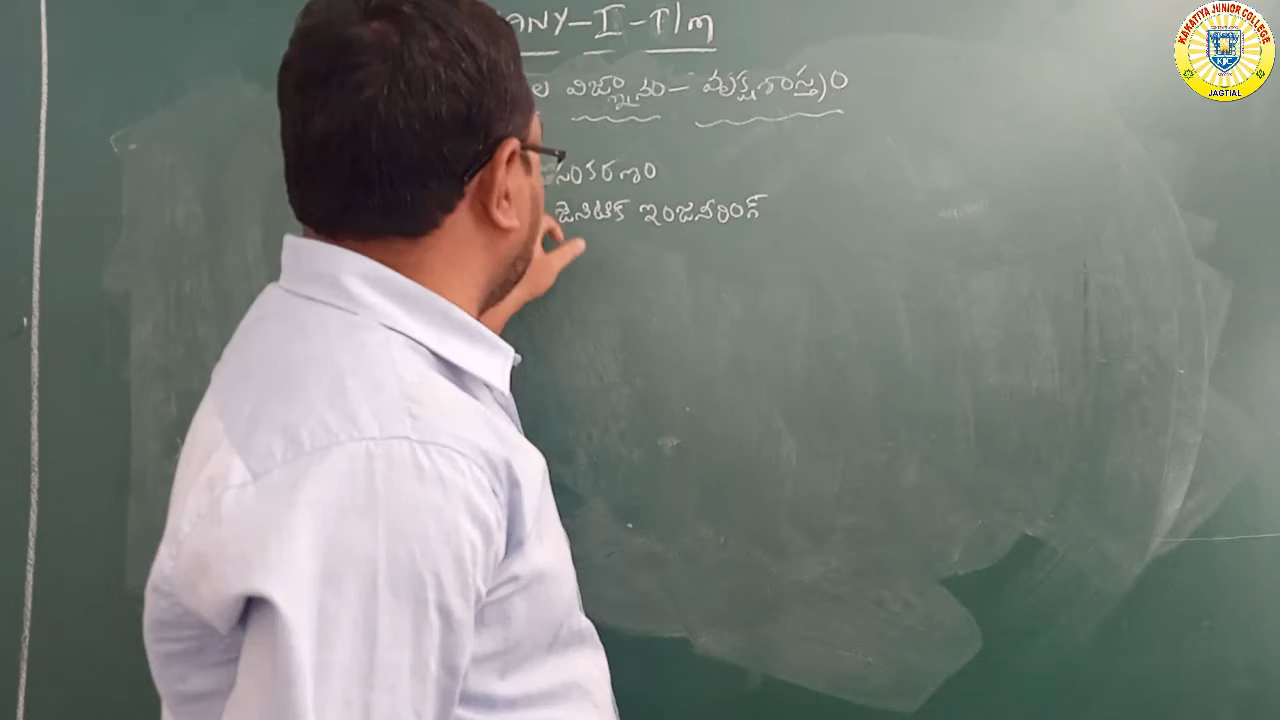 ANY-I-T/m
ల విజ్ఞానం- వృక్షశాస్త్రం
సంకరణం
జెనిటిక్ ఇంజనీరింగ్
KAKATIYA JUNIOR COLLEGE
KJC
JAGTIAL